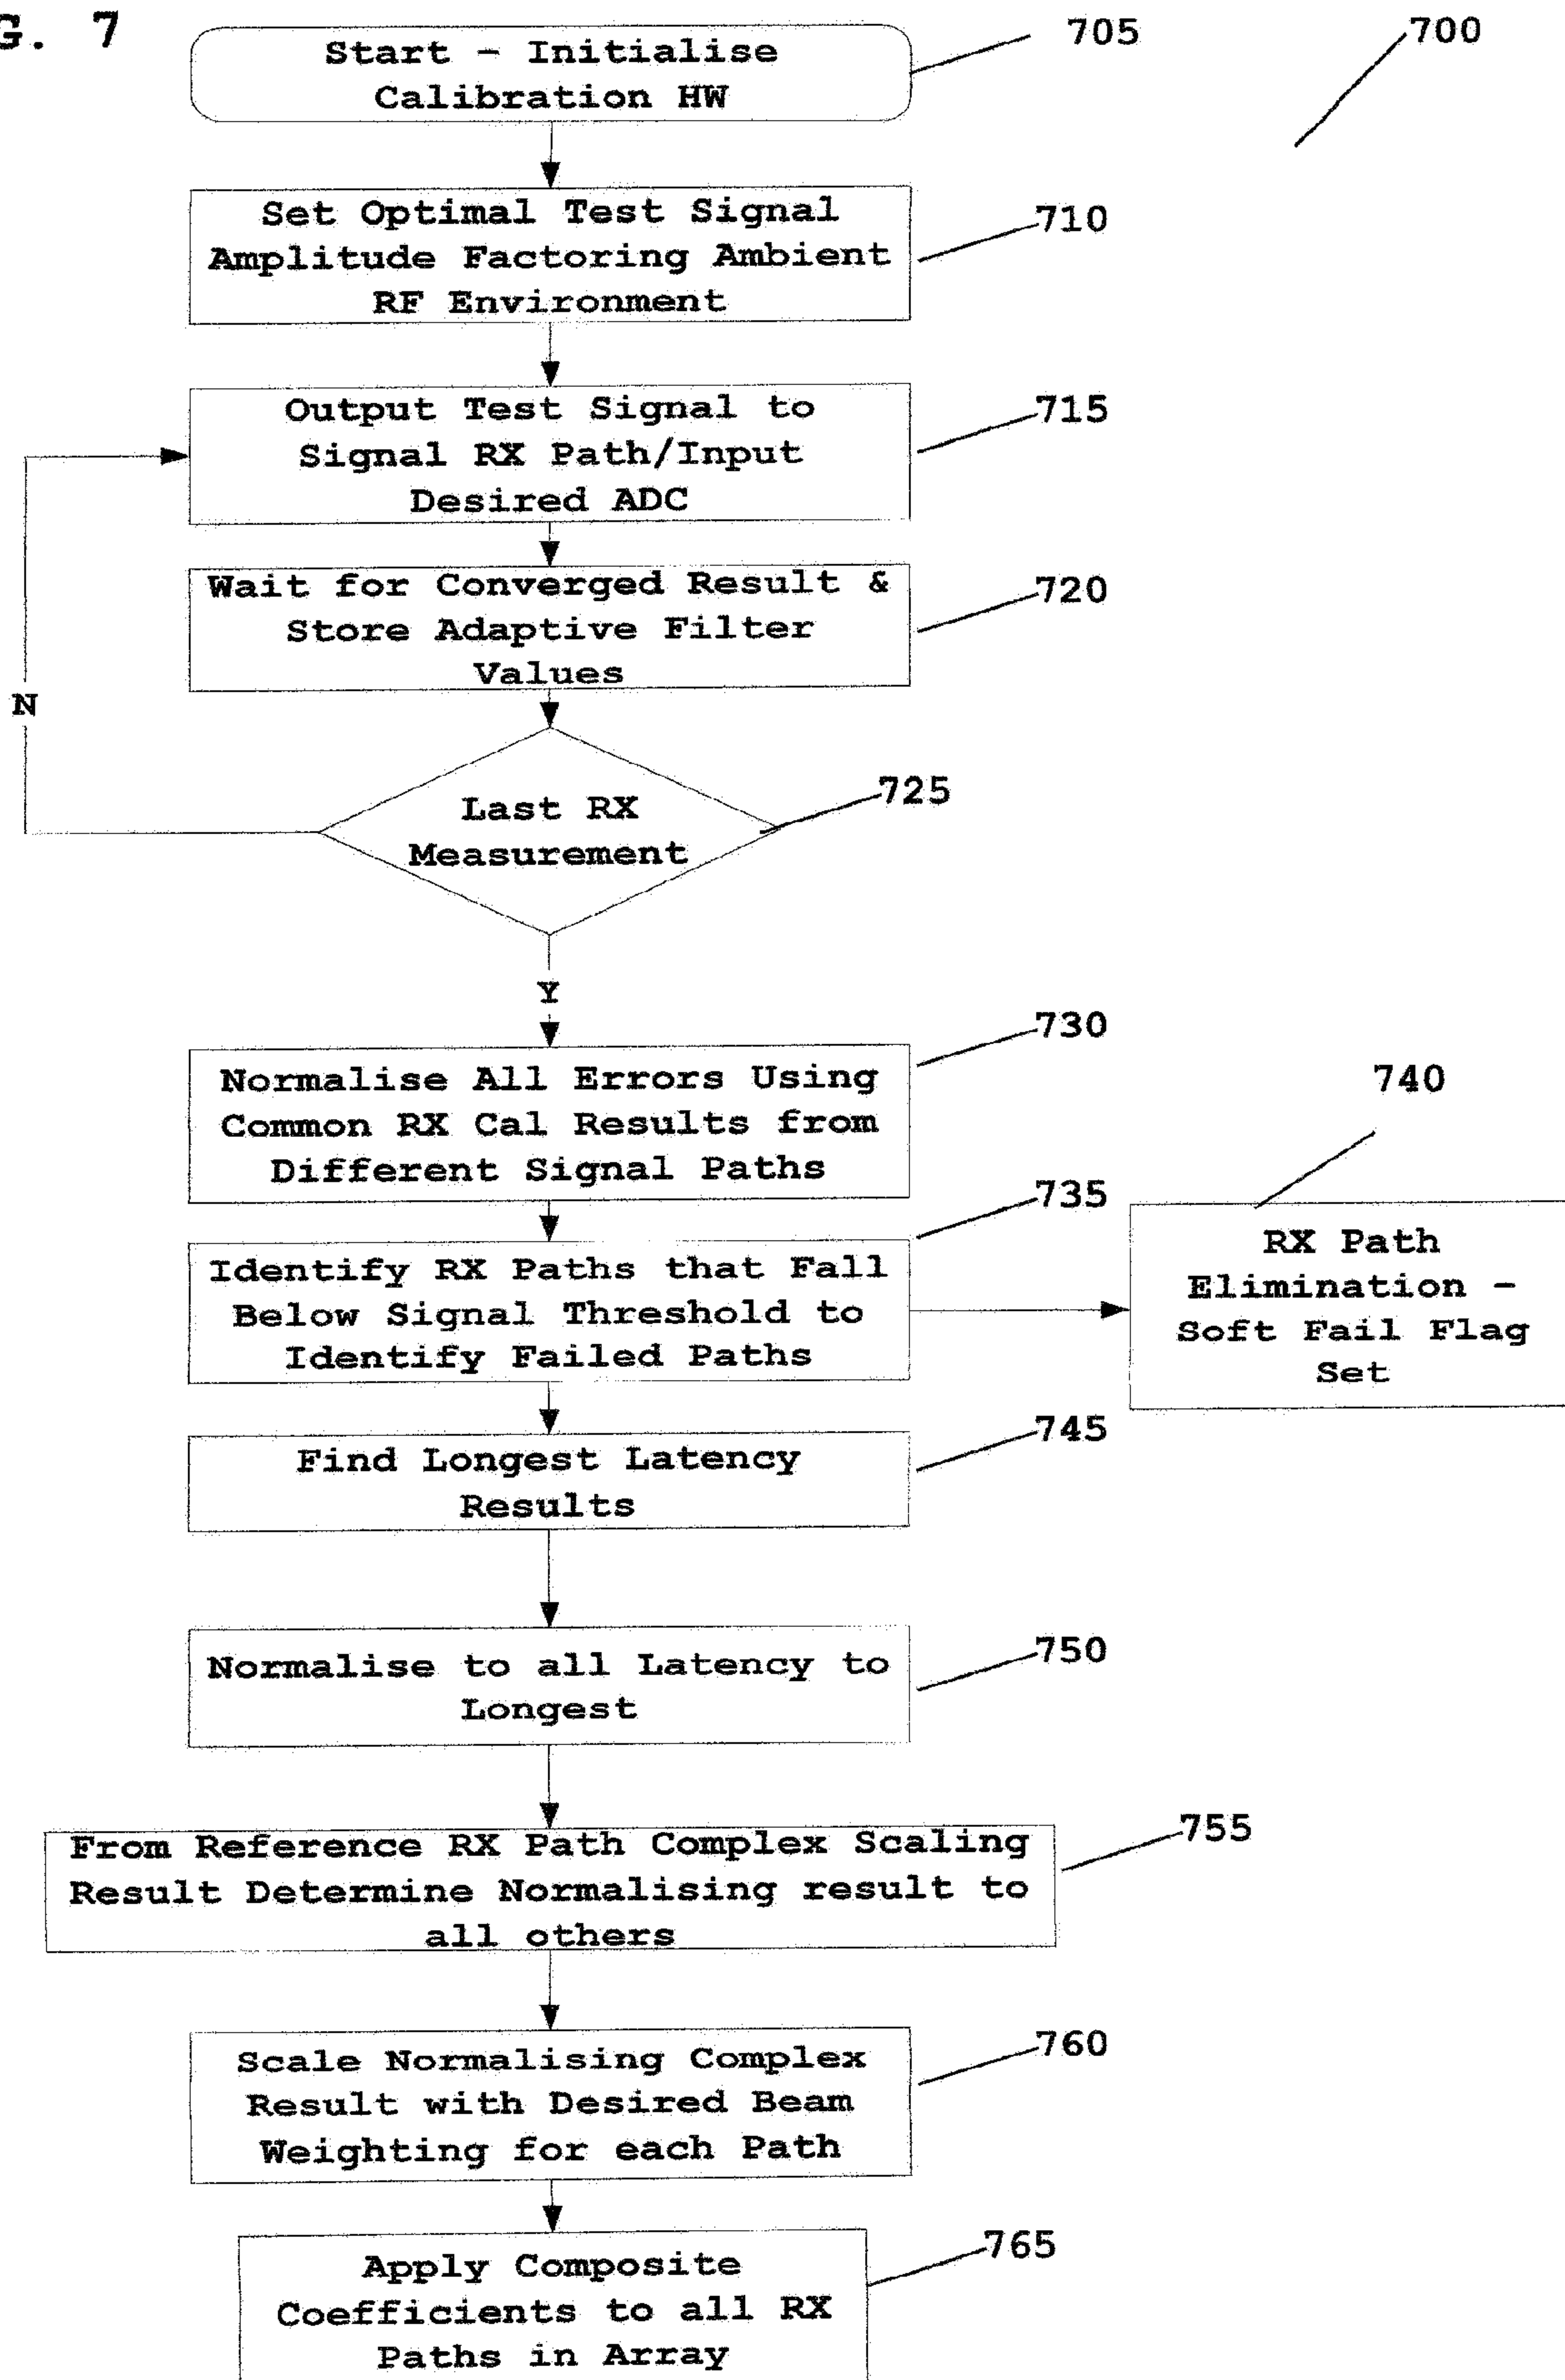 G. 7
700
Start - Initialise
Calibration HW
705
Set Optimal Test Signal
Amplitude Factoring Ambient
RF Environment
710
Output Test Signal to
Signal RX Path/Input
Desired ADC
715
Wait for Converged Result &
Store Adaptive Filter
Values
720
N
Last RX
Measurement
725
Y
Normalise All Errors Using
Common RX Cal Results from
Different Signal Paths
730
Identify RX Paths that Fall
Below Signal Threshold to
Identify Failed Paths
735
RX Path
Elimination -
Soft Fail Flag
Set
740
Find Longest Latency
Results
745
Normalise to all Latency to
Longest
750
From Reference RX Path Complex Scaling
Result Determine Normalising result to
all others
755
Scale Normalising Complex
Result with Desired Beam
Weighting for each Path
760
Apply Composite
Coefficients to all RX
Paths in Array
765